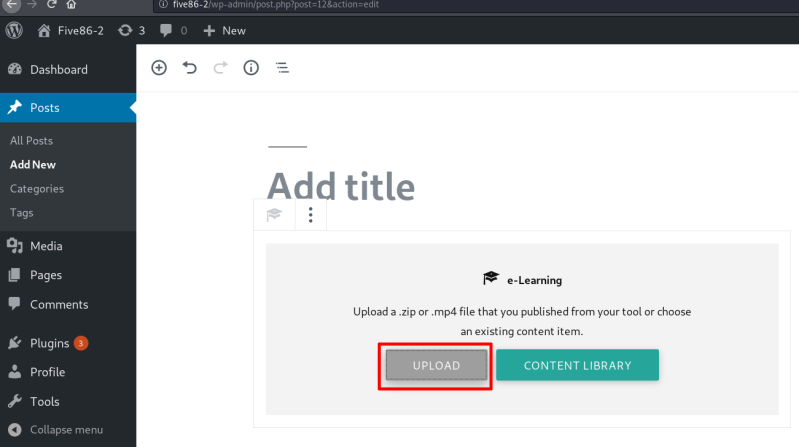 five86-2/wp-admin/post.php?post=12&action=edit
Five86-2 3 0 New
Dashboard
Posts
All Posts
Add New
Categories
Tags
Media
Pages
Comments
Plugins 3
Profile
Tools
Collapse menu
Add title
e-Learning
Upload a .zip or .mp4 file that you published from your tool or choose
an existing content item.
UPLOAD CONTENT LIBRARY